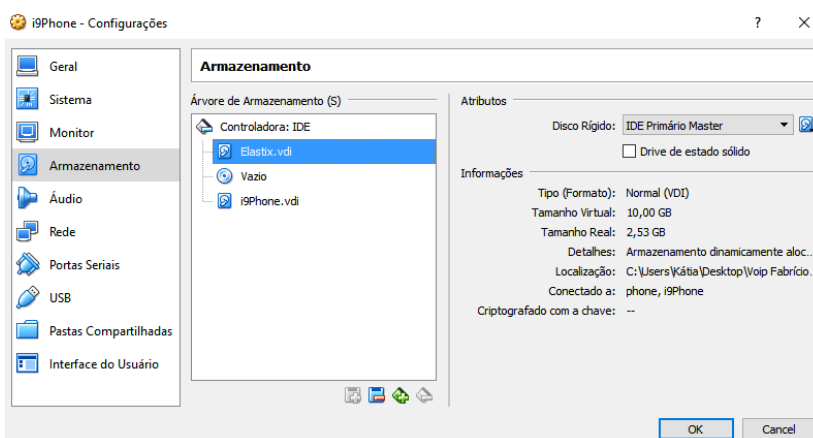 i9Phone - Configurações
?
Geral
Sistema
Monitor
Armazenamento
Áudio
Rede
Portas Seriais
USB
Pastas Compartilhadas
Interface do Usuário
Armazenamento
Árvore de Armazenamento (S)
Controladora: IDE
Elastix.vdi
Vazio
i9Phone.vdi
Atributos
Disco Rígido: IDE Primário Master
Drive de estado sólido
Informações
Tipo (Formato): Normal (VDI)
Tamanho Virtual: 10,00 GB
Tamanho Real: 2,53 GB
Detalhes: Armazenamento dinamicamente aloc...
Localização: C:\Users\Kátia\Desktop\Voip Fabrício...
Conectado a: phone, i9Phone
Criptografado com a chave: --
OK
Cancel